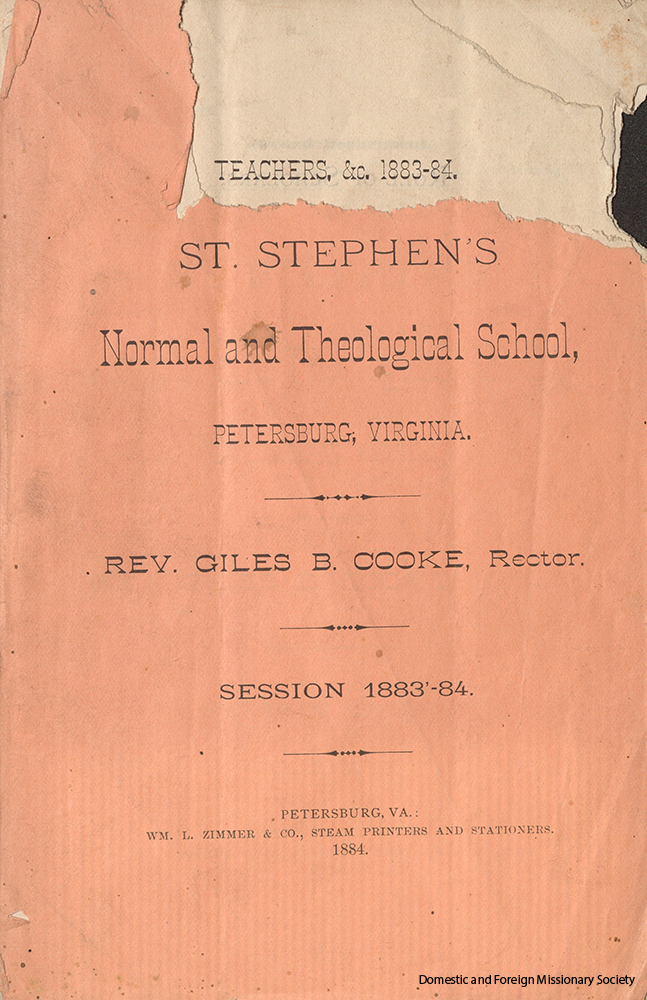 TEACHERS, &c. 1883-84.
ST. STEPHEN'S
Normal and Theological School,
PETERSBURG, VIRGINIA.
REV. GILES B. COOKE, Rector.
SESSION 1883'-84.
PETERSBURG, VA.:
WM. L. ZIMMER & CO., STEAM PRINTERS AND STATIONERS.
1884.
Domestic and Foreign Missionary Society